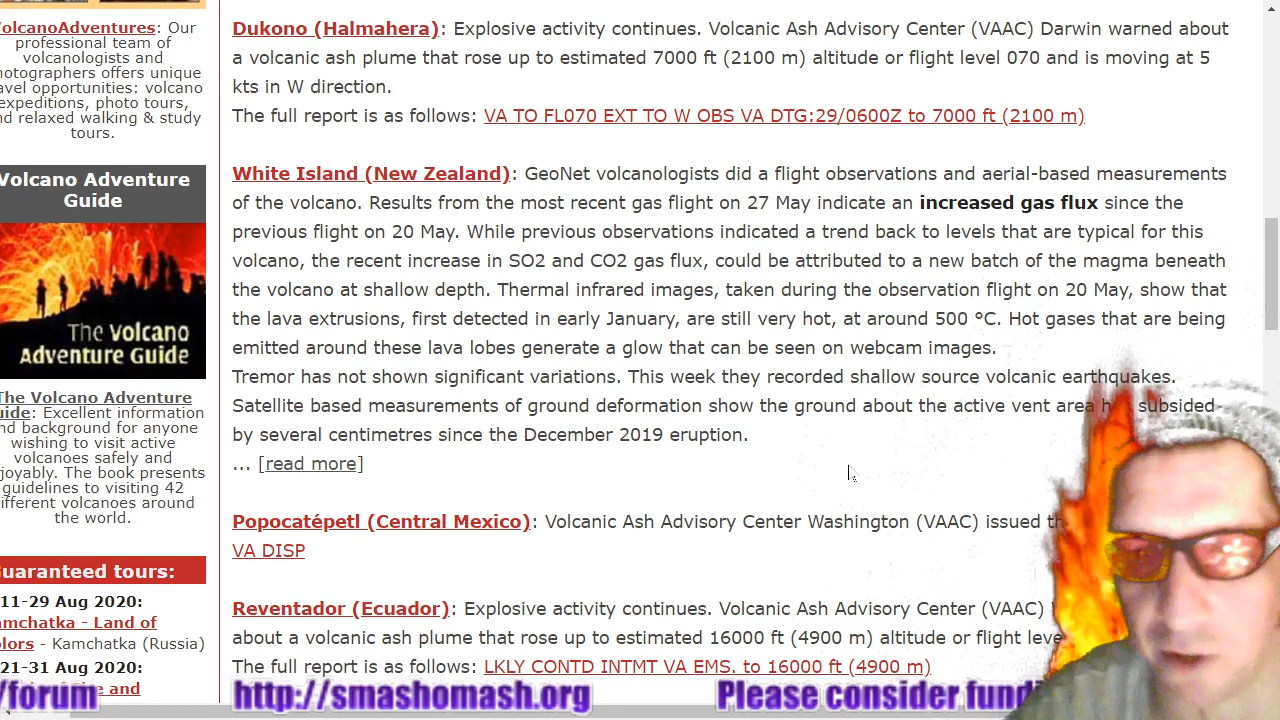 VolcanoAdventures: Our
professional team of
volcanologists and
photographers offers unique
travel opportunities: volcano
expeditions, photo tours,
and relaxed walking & study
tours.
Volcano Adventure
Guide
The Volcano
Adventure Guide
The Volcano Adventure
Guide: Excellent information
and background for anyone
wishing to visit active
volcanoes safely and
enjoyably. The book presents
guidelines to visiting 42
different volcanoes around
the world.
Guaranteed tours:
11-29 Aug 2020:
Kamchatka - Land of
Colors - Kamchatka (Russia)
21-31 Aug 2020:
and
Dukono (Halmahera): Explosive activity continues. Volcanic Ash Advisory Center (VAAC) Darwin warned about
a volcanic ash plume that rose up to estimated 7000 ft (2100 m) altitude or flight level 070 and is moving at 5
kts in W direction.
The full report is as follows: VA TO FL070 EXT TO W OBS VA DTG:29/0600Z to 7000 ft (2100 m)
White Island (New Zealand): GeoNet volcanologists did a flight observations and aerial-based measurements
of the volcano. Results from the most recent gas flight on 27 May indicate an increased gas flux since the
previous flight on 20 May. While previous observations indicated a trend back to levels that are typical for this
volcano, the recent increase in SO2 and CO2 gas flux, could be attributed to a new batch of the magma beneath
the volcano at shallow depth. Thermal infrared images, taken during the observation flight on 20 May, show that
the lava extrusions, first detected in early January, are still very hot, at around 500 °C. Hot gases that are being
emitted around these lava lobes generate a glow that can be seen on webcam images.
Tremor has not shown significant variations. This week they recorded shallow source volcanic earthquakes.
Satellite based measurements of ground deformation show the ground about the active vent area subsided
by several centimetres since the December 2019 eruption.
... [read more]
Popocatépetl (Central Mexico): Volcanic Ash Advisory Center Washington (VAAC) issued
VA DISP
Reventador (Ecuador): Explosive activity continues. Volcanic Ash Advisory Center (VAAC)
about a volcanic ash plume that rose up to estimated 16000 ft (4900 m) altitude or flight
The full report is as follows: LKLY CONTD INTMT VA EMS. to 16000 ft (4900 m)
/forum http://smashomash.org Please consider